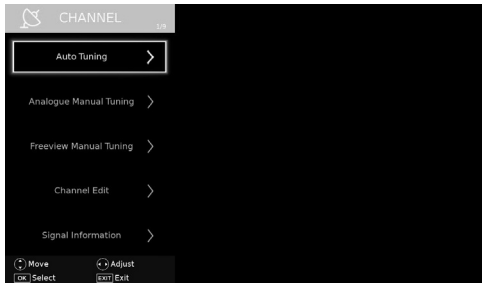 CHANNEL
1/9
Auto Tuning
Analogue Manual Tuning
Freeview Manual Tuning
Channel Edit
Signal Information
Move Adjust
OK Select EXIT Exit